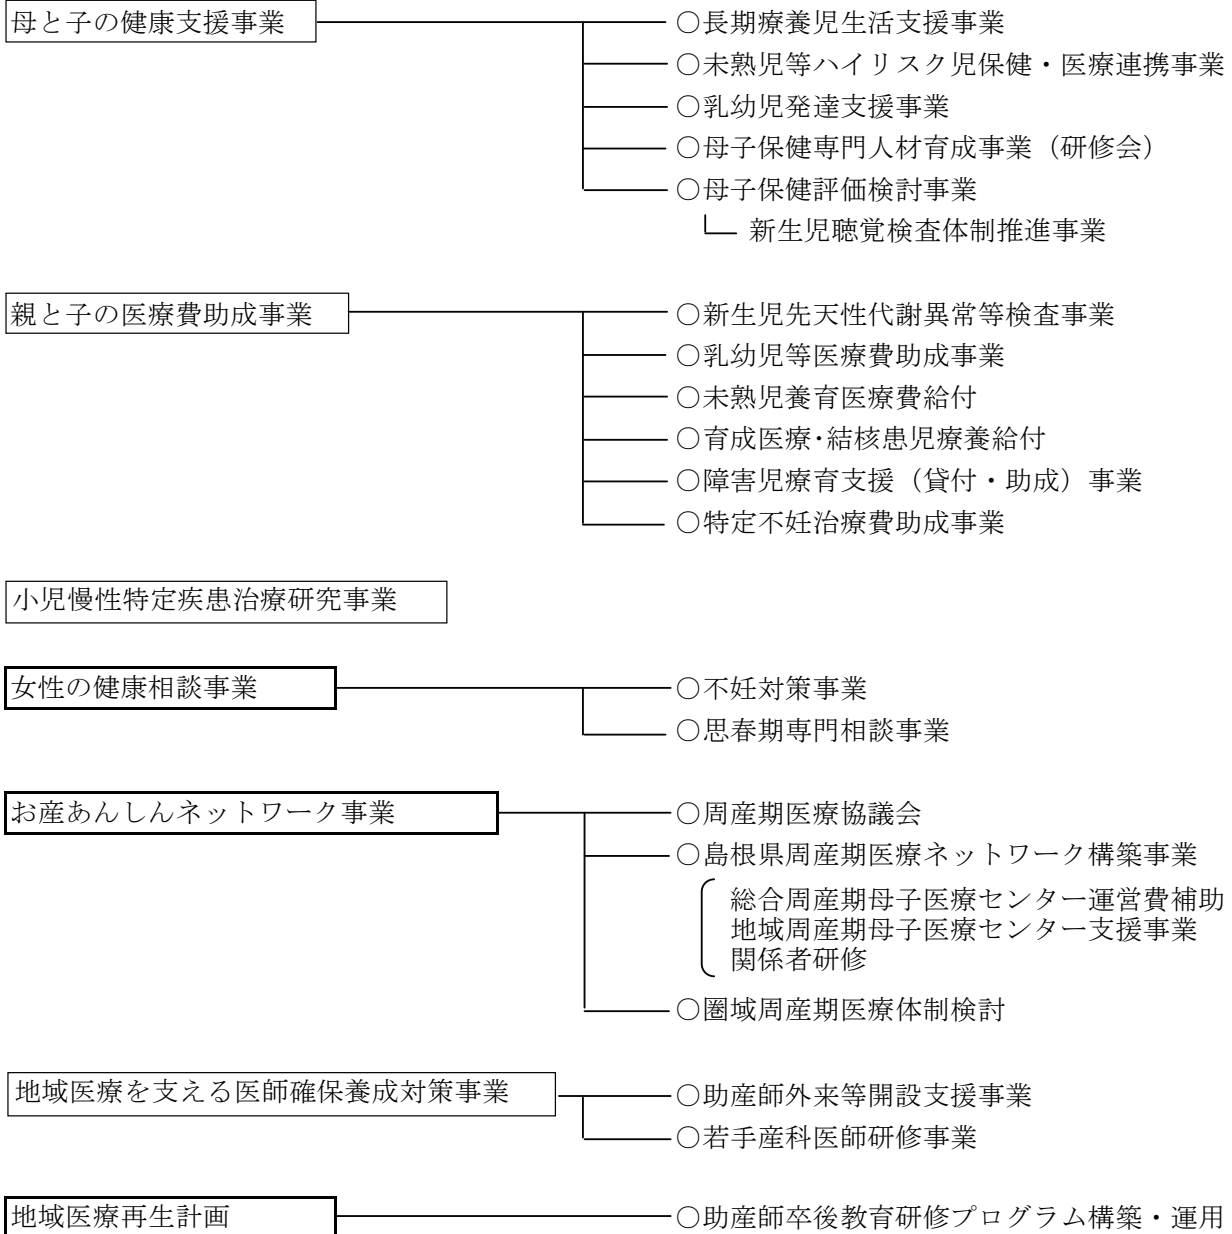 母と子の健康支援事業
○長期療養児生活支援事業
○未熟児等ハイリスク児保健・医療連携事業
○乳幼児発達支援事業
○母子保健専門人材育成事業（研修会）
○母子保健評価検討事業
新生児聴覚検査体制推進事業
親と子の医療費助成事業
○新生児先天性代謝異常等検査事業
○乳幼児等医療費助成事業
○未熟児養育医療費給付
○育成医療･結核患児療養給付
○障害児療育支援（貸付・助成）事業
○特定不妊治療費助成事業
小児慢性特定疾患治療研究事業
女性の健康相談事業
○不妊対策事業
○思春期専門相談事業
お産あんしんネットワーク事業
○周産期医療協議会
○島根県周産期医療ネットワーク構築事業
総合周産期母子医療センター運営費補助
地域周産期母子医療センター支援事業
関係者研修
○圏域周産期医療体制検討
地域医療を支える医師確保養成対策事業
○助産師外来等開設支援事業
○若手産科医師研修事業
地域医療再生計画
○助産師卒後教育研修プログラム構築・運用